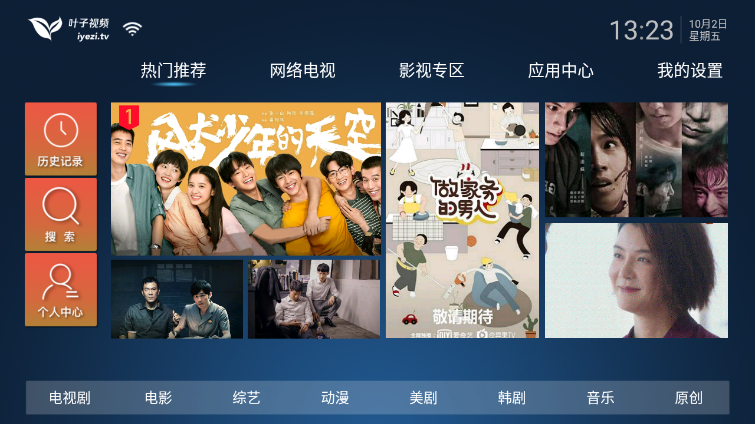 叶子视频
iyezi.tv
13:23
10月2日
星期五
热门推荐
网络电视
影视专区
应用中心
我的设置
历史记录
搜 索
个人中心
1
风犬少年的天空
做家务
的男人
敬请期待
电视剧
电影
综艺
动漫
美剧
韩剧
音乐
原创